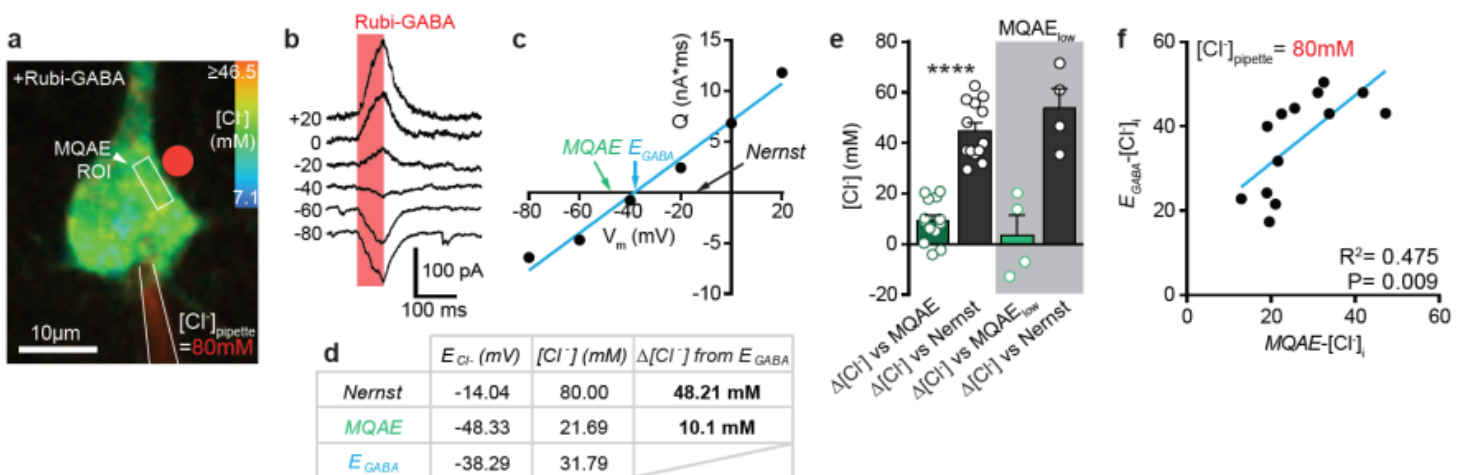 a
+Rubi-GABA
≥46.5
[Cl-]
(mM)
7.1
MQAE
ROI
10µm
[Cl-]pipette
=80mM
b
Rubi-GABA
+20
0
-20
-40
-60
-80
100 pA
100 ms
c
Q (nA*ms)
15
10
5
-5
-10
MQAE
EGABA
Nernst
-80
-60
-40
-20
0
20
Vm (mV)
d
ECl- (mV) [Cl-] (mM) Δ[Cl-] from EGABA
Nernst -14.04 80.00 48.21 mM
MQAE -48.33 21.69 10.1 mM
EGABA -38.29 31.79
e
MQAElow
****
[Cl-] (mM)
80
60
40
20
0
-20
Δ[Cl-] vs MQAE
Δ[Cl-] vs Nernst
Δ[Cl-] vs MQAElow
Δ[Cl-] vs Nernst
f
[Cl-]pipette= 80mM
EGABA-[Cl-]i
60
40
20
0
R²= 0.475
P= 0.009
0 20 40 60
MQAE-[Cl-]i